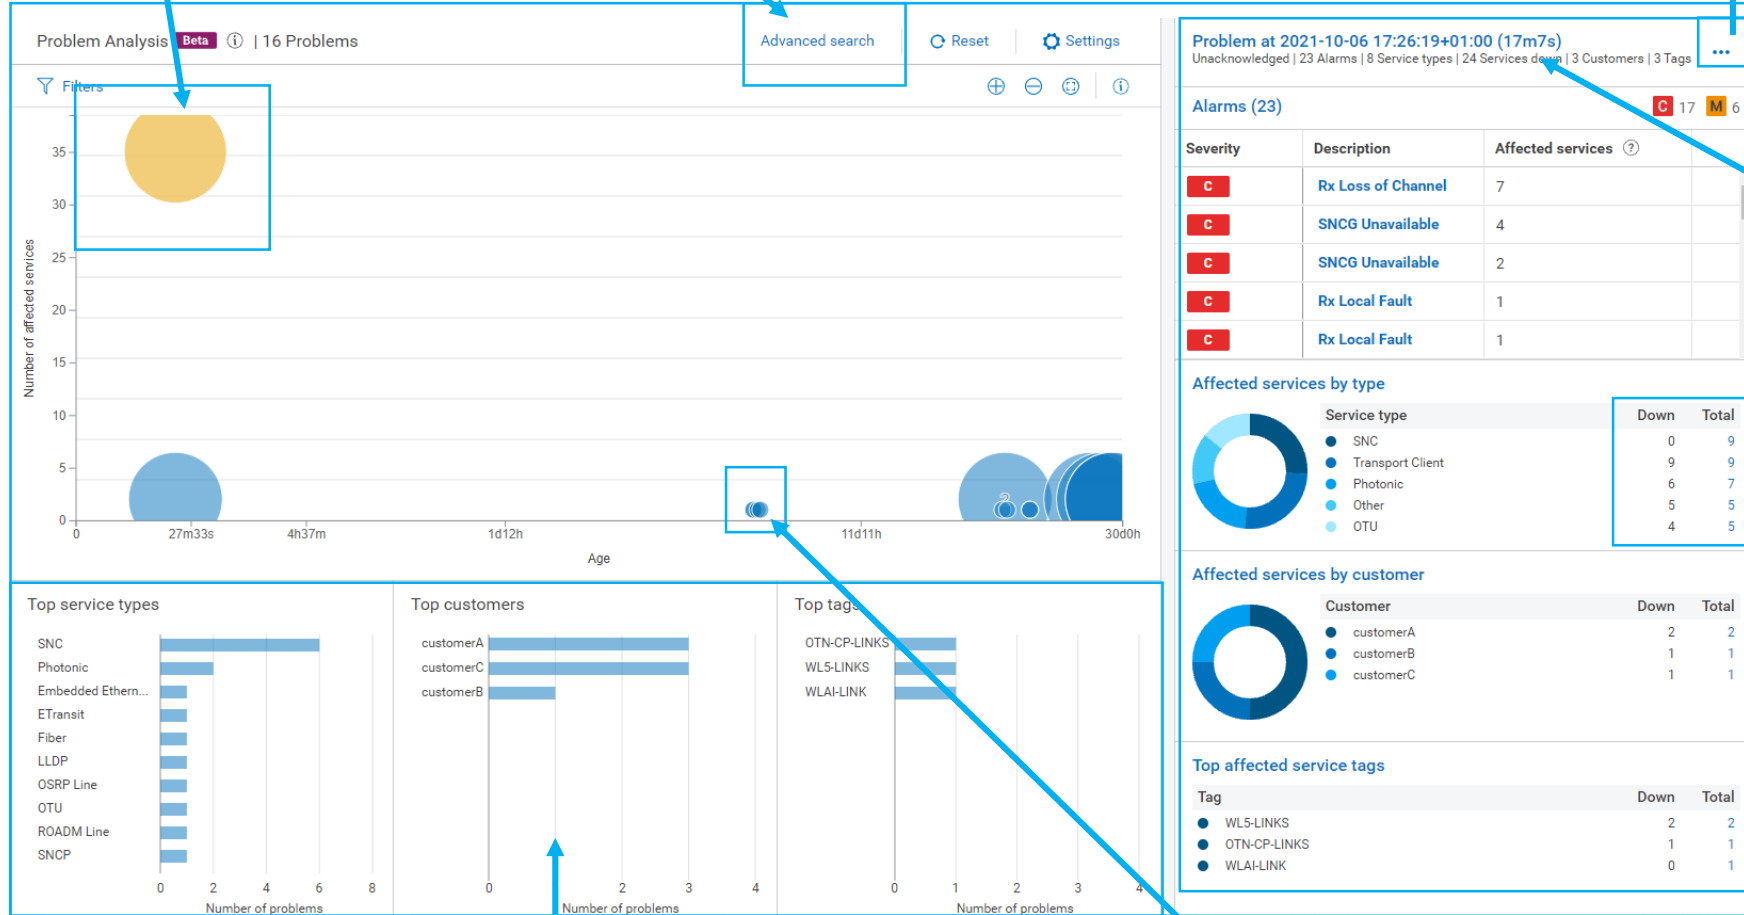 Problem Analysis Beta | 16 Problems
Advanced search
Reset
Settings
Filters
Number of affected services
35
30
25
20
15
10
5
0
2
0 27m33s 4h37m 1d12h 11d11h 30d0h
Age
Top service types
SNC
Photonic
Embedded Ethern...
ETransit
Fiber
LLDP
OSRP Line
OTU
ROADM Line
SNCP
0 2 4 6 8
Number of problems
Top customers
customerA
customerC
customerB
0 2 3 4
Number of problems
Top tags
OTN-CP-LINKS
WL5-LINKS
WLAI-LINK
0 1 2 3 4
Number of problems
Problem at 2021-10-06 17:26:19+01:00 (17m7s)
Unacknowledged | 23 Alarms | 8 Service types | 24 Services down | 3 Customers | 3 Tags
Alarms (23) C 17 M 6
Severity Description Affected services ?
C Rx Loss of Channel 7
C SNCG Unavailable 4
C SNCG Unavailable 2
C Rx Local Fault 1
C Rx Local Fault 1
Affected services by type
Service type Down Total
SNC 0 9
Transport Client 9 9
Photonic 6 7
Other 5 5
OTU 4 5
Affected services by customer
Customer Down Total
customerA 2 2
customerB 1 1
customerC 1 1
Top affected service tags
Tag Down Total
WL5-LINKS 2 2
OTN-CP-LINKS 1 1
WLAI-LINK 0 1